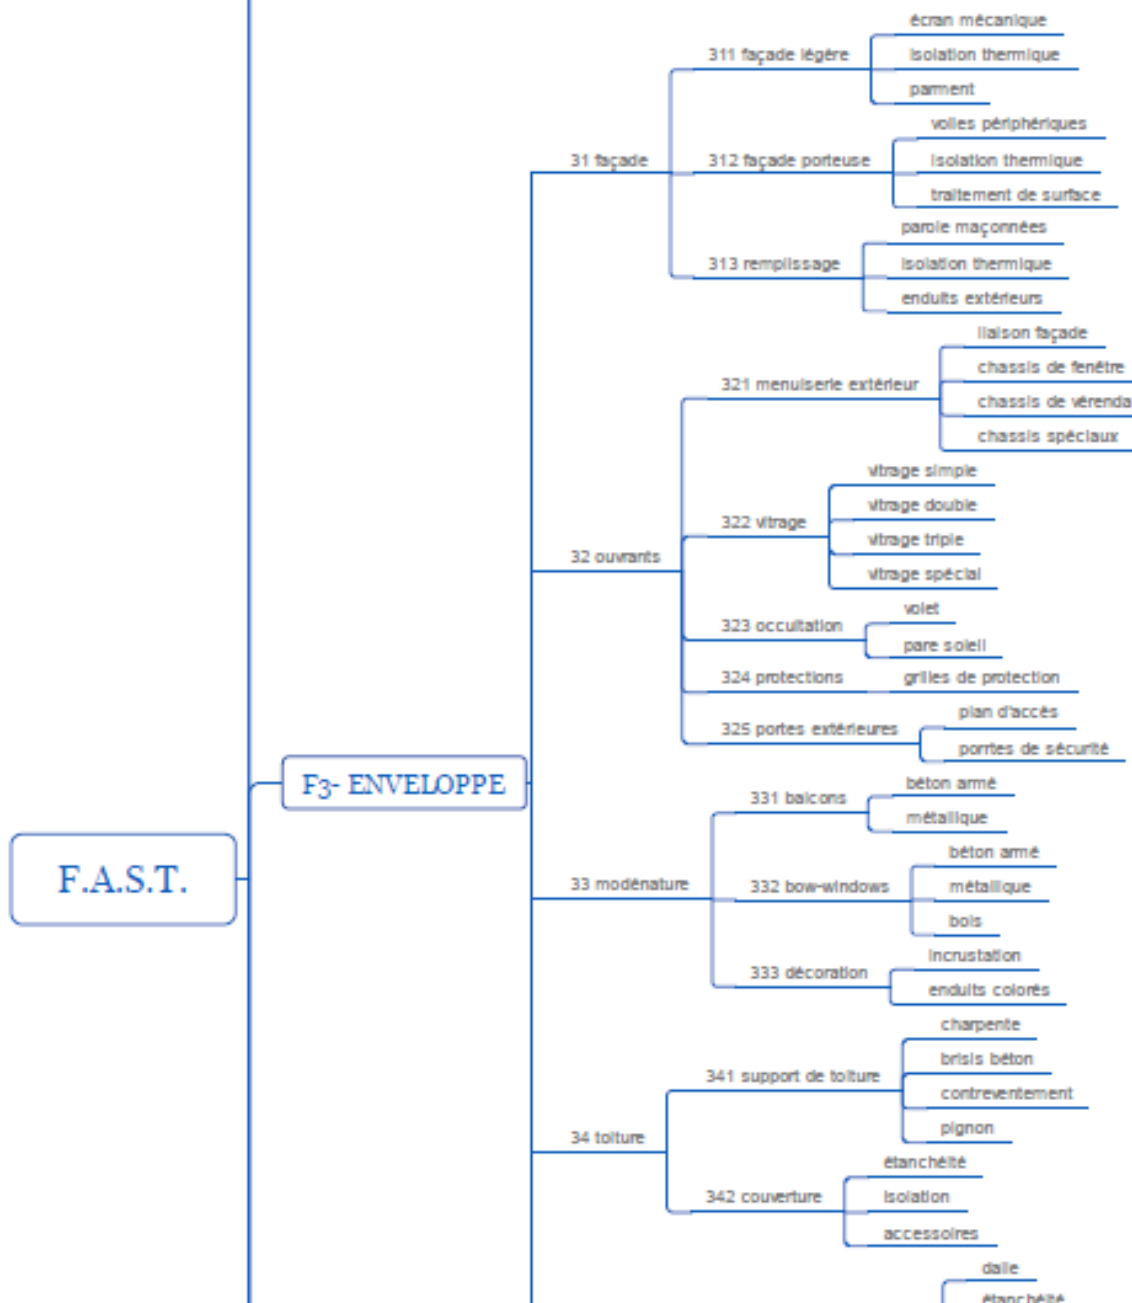 écran mécanique
311 façade légère
isolation thermique
parment
voiles périphériques
31 façade
312 façade porteuse
isolation thermique
traitement de surface
parole maçonnées
313 remplissage
isolation thermique
enduits extérieurs
liaison façade
321 menuiserie extérieur
chassis de fenêtre
chassis de vérenda
chassis spéciaux
vitrage simple
322 vitrage
vitrage double
vitrage triple
32 ouvrants
vitrage spécial
323 occultation
volet
pare soleil
324 protections
grilles de protection
325 portes extérieures
plan d'accès
porrtes de sécurité
F3- ENVELOPPE
331 balcons
béton armé
métallique
F.A.S.T.
33 modénature
332 bow-windows
béton armé
métallique
bois
333 décoration
incrustation
enduits colorés
charpente
341 support de toiture
brisis béton
contreventement
34 toiture
pignon
342 couverture
étanchéité
isolation
accessoires
dalle
étanchéité